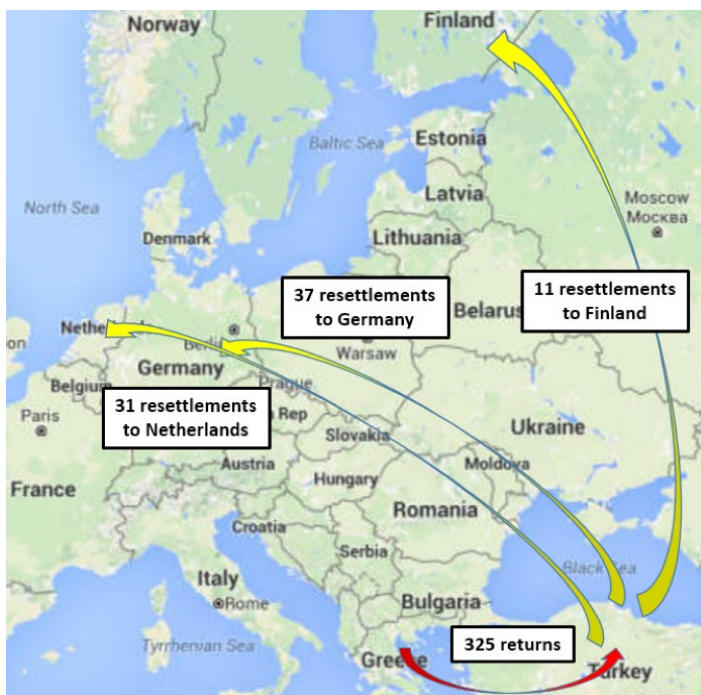 Norway
Finland
Baltic Sea
Estonia
North Sea
Latvia
Moscow
Москва
Denmark
Lithuania
37 resettlements
to Germany
11 resettlements
to Finland
Belarus
Warsaw
Germany
Belgium
Prague
31 resettlements
to Netherlands
Paris
Rep
Slovakia
Ukraine
Austria
France
Hungary
Moldova
Croatia
Romania
Serbia
Italy
Rome
Black Sea
Bulgaria
Tyrrhenian Sea
325 returns
Greece
Turkey